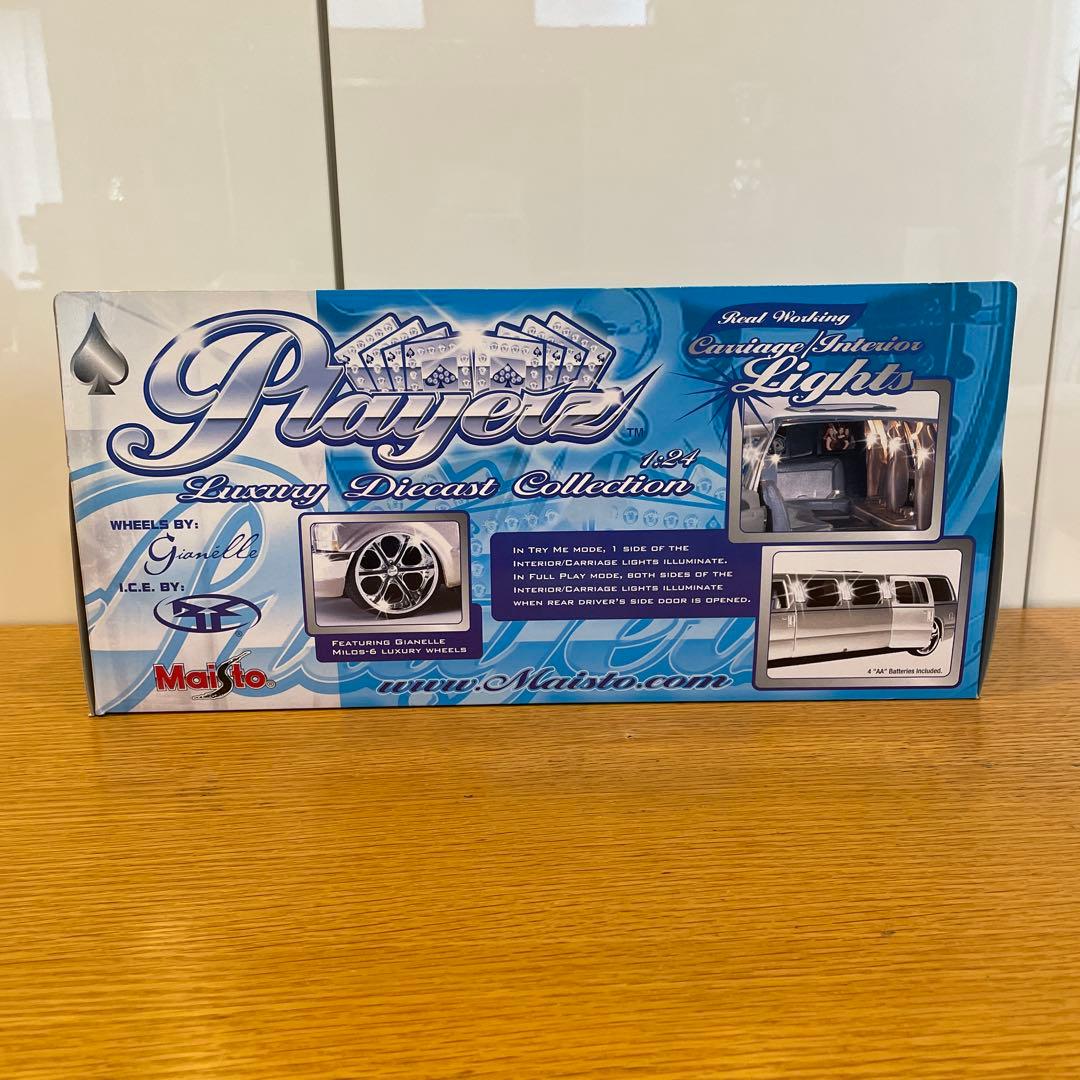 Playerz™
1:24
Luxury Diecast Collection
WHEELS BY:
Gianelle
I.C.E. BY:
®
Maisto®
FEATURING GIANELLE
MILOS-6 LUXURY WHEELS
IN TRY ME MODE, 1 SIDE OF THE
INTERIOR/CARRIAGE LIGHTS ILLUMINATE.
IN FULL PLAY MODE, BOTH SIDES OF THE
INTERIOR/CARRIAGE LIGHTS ILLUMINATE
WHEN REAR DRIVER'S SIDE DOOR IS OPENED.
www.Maisto.com
Real Working
Carriage/Interior
Lights
4 "AA" Batteries Included.